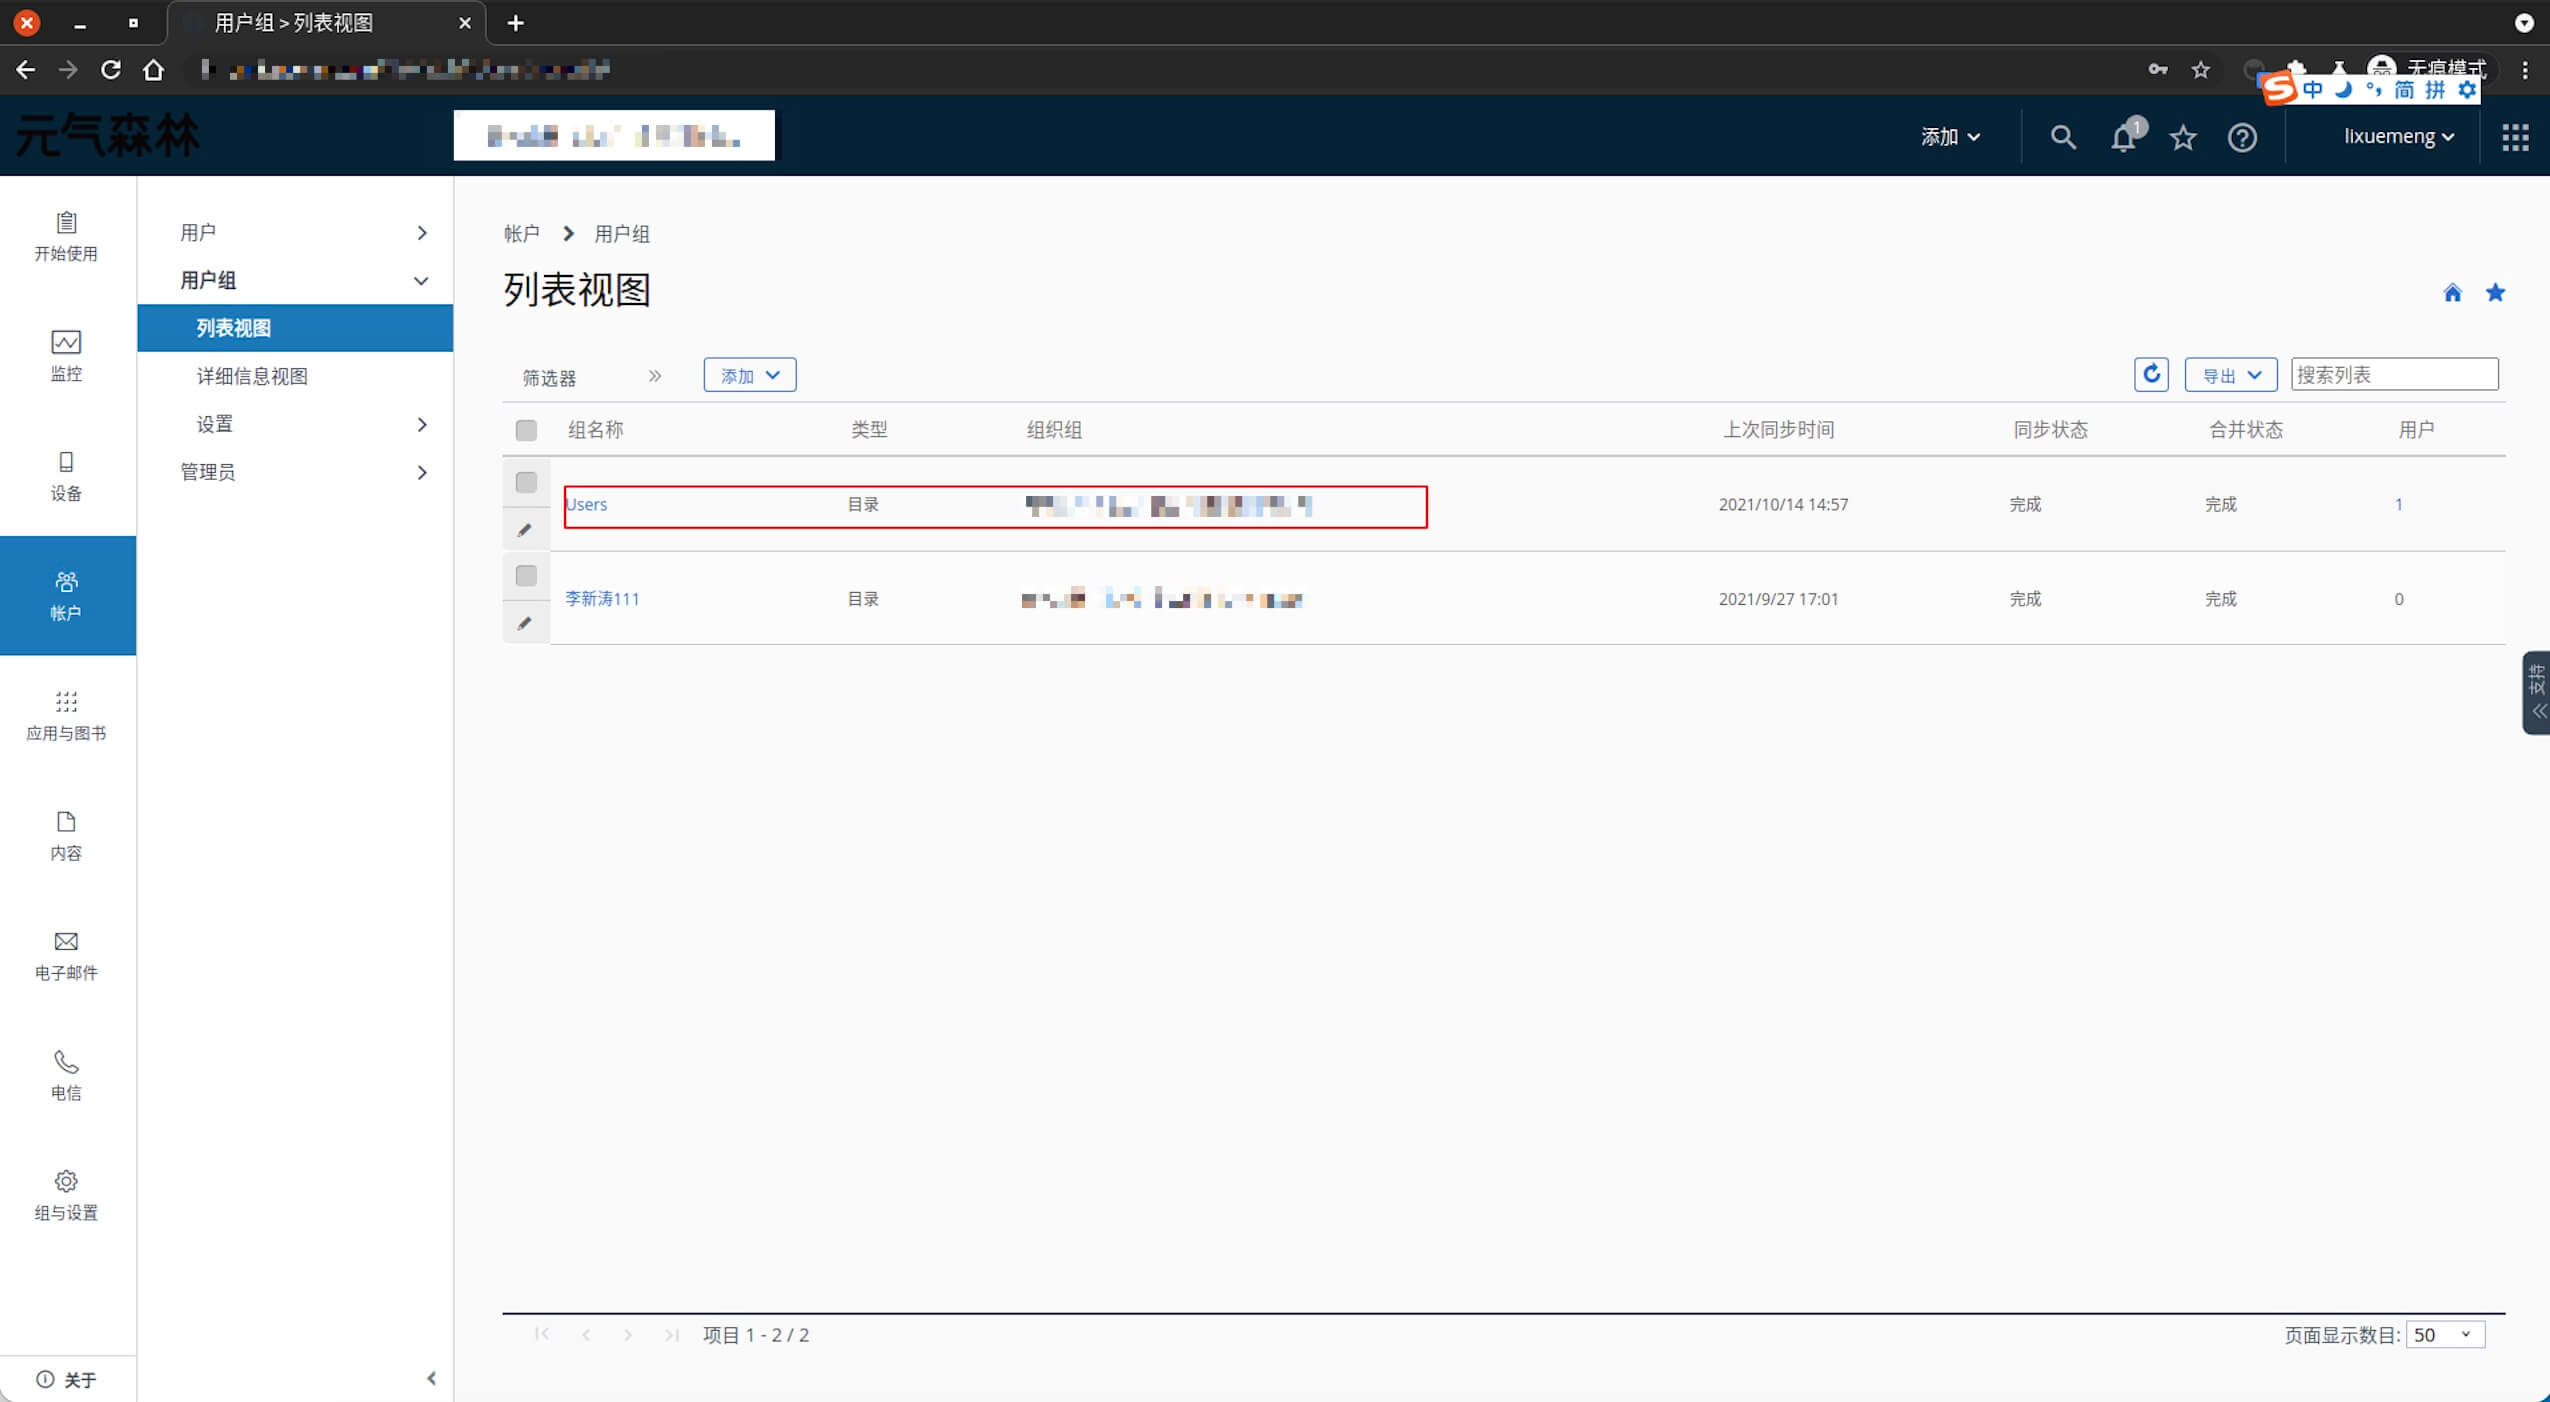 用户组 > 列表视图
无痕模式
中 简 拼
元气森林
添加
1
lixuemeng
开始使用
监控
设备
帐户
应用与图书
内容
电子邮件
电信
组与设置
关于
用户
用户组
列表视图
详细信息视图
设置
管理员
帐户 用户组
列表视图
筛选器 添加 导出 搜索列表
组名称 类型 组织组 上次同步时间 同步状态 合并状态 用户
Users 目录 2021/10/14 14:57 完成 完成 1
李新涛111 目录 2021/9/27 17:01 完成 完成 0
支持
项目 1 - 2 / 2
页面显示数目: 50